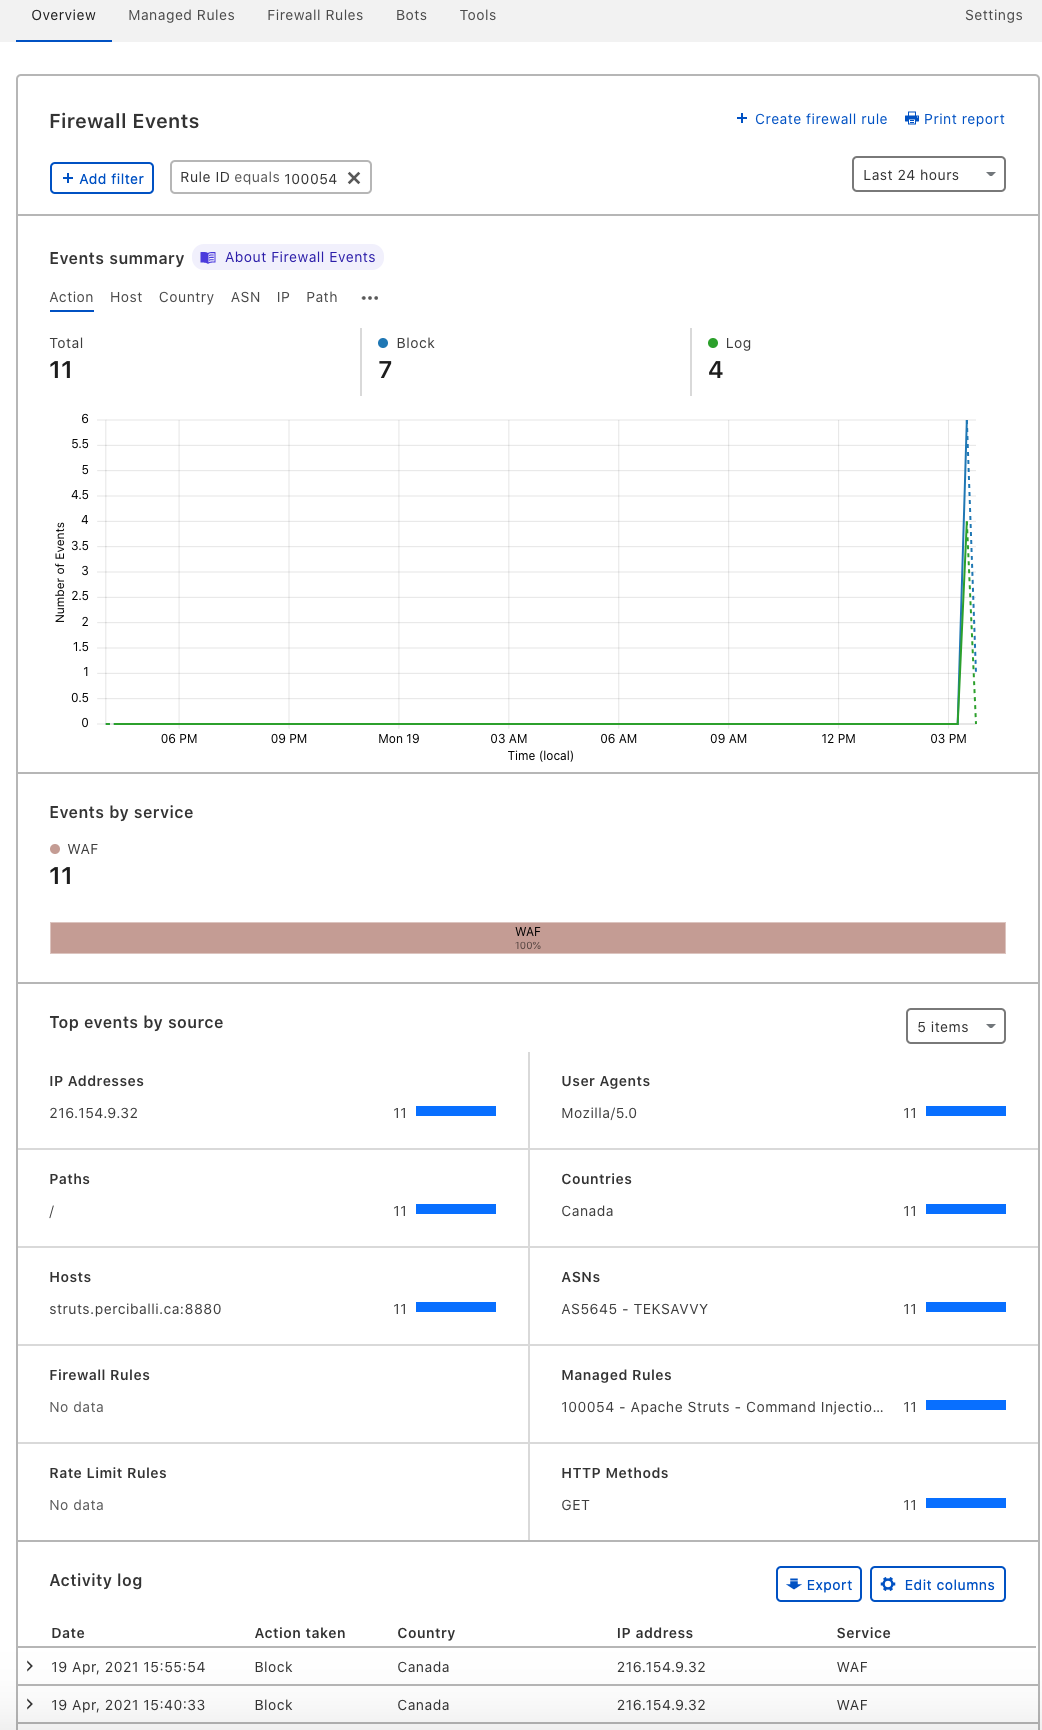 Overview Managed Rules Firewall Rules Bots Tools Settings
Firewall Events
+ Create firewall rule Print report
+ Add filter Rule ID equals 100054 Last 24 hours
Events summary About Firewall Events
Action Host Country ASN IP Path •••
Total Block Log
11 7 4
6
5.5
5
4.5
4
3.5
3
2.5
2
1.5
1
0.5
0
Number of Events
06 PM 09 PM Mon 19 03 AM 06 AM 09 AM 12 PM 03 PM
Time (local)
Events by service
WAF
11
WAF
100%
Top events by source 5 items
IP Addresses
216.154.9.32 11
User Agents
Mozilla/5.0 11
Paths
/ 11
Countries
Canada 11
Hosts
struts.perciballi.ca:8880 11
ASNs
AS5645 - TEKSAVVY 11
Firewall Rules
No data
Managed Rules
100054 - Apache Struts - Command Injectio... 11
Rate Limit Rules
No data
HTTP Methods
GET 11
Activity log Export Edit columns
Date Action taken Country IP address Service
19 Apr, 2021 15:55:54 Block Canada 216.154.9.32 WAF
19 Apr, 2021 15:40:33 Block Canada 216.154.9.32 WAF